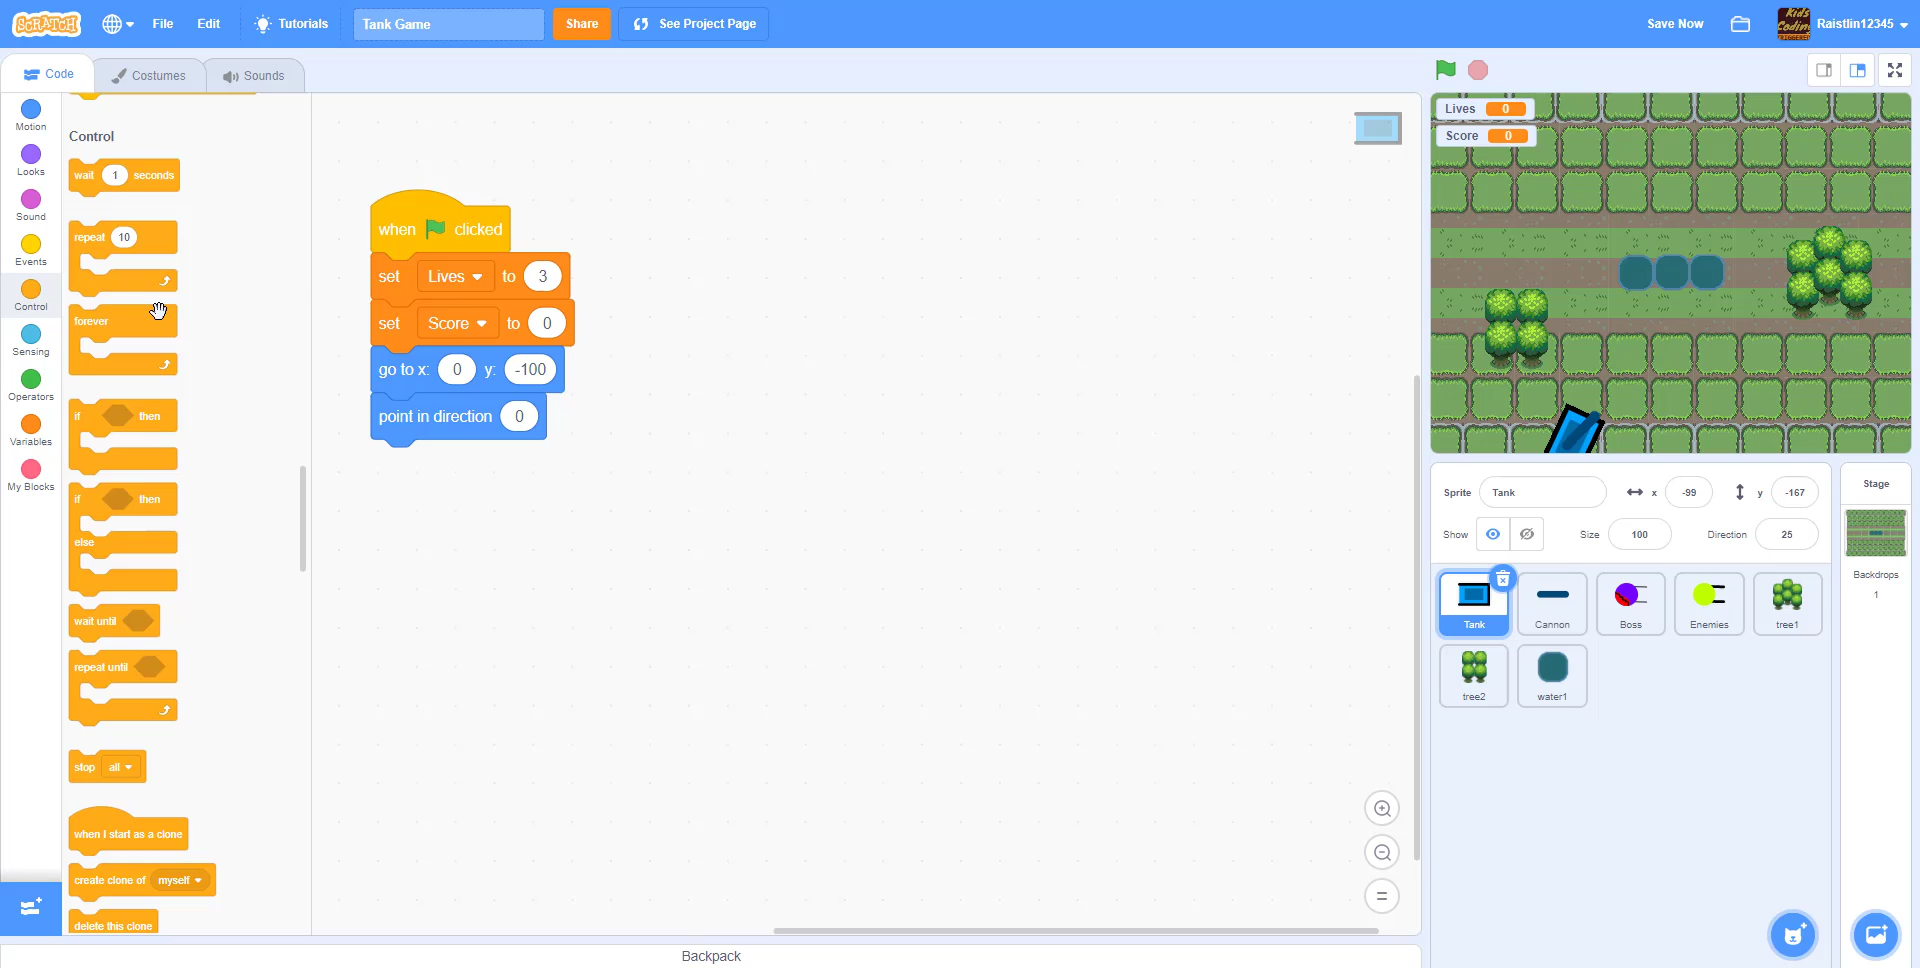 SCRATCH
File
Edit
Tutorials
Tank Game
Share
See Project Page
Save Now
Kids Coding
TRIGGERED
Raistlin12345
Code
Costumes
Sounds
Motion
Looks
Sound
Events
Control
Sensing
Operators
Variables
My Blocks
Control
wait 1 seconds
repeat 10
forever
if then
if then
else
wait until
repeat until
stop all
when I start as a clone
create clone of myself
delete this clone
when clicked
set Lives to 3
set Score to 0
go to x: 0 y: -100
point in direction 0
Backpack
Lives 0
Score 0
Sprite Tank x -99 y -167
Show Size 100 Direction 25
Tank
Cannon
Boss
Enemies
tree1
tree2
water1
Stage
Backdrops
1